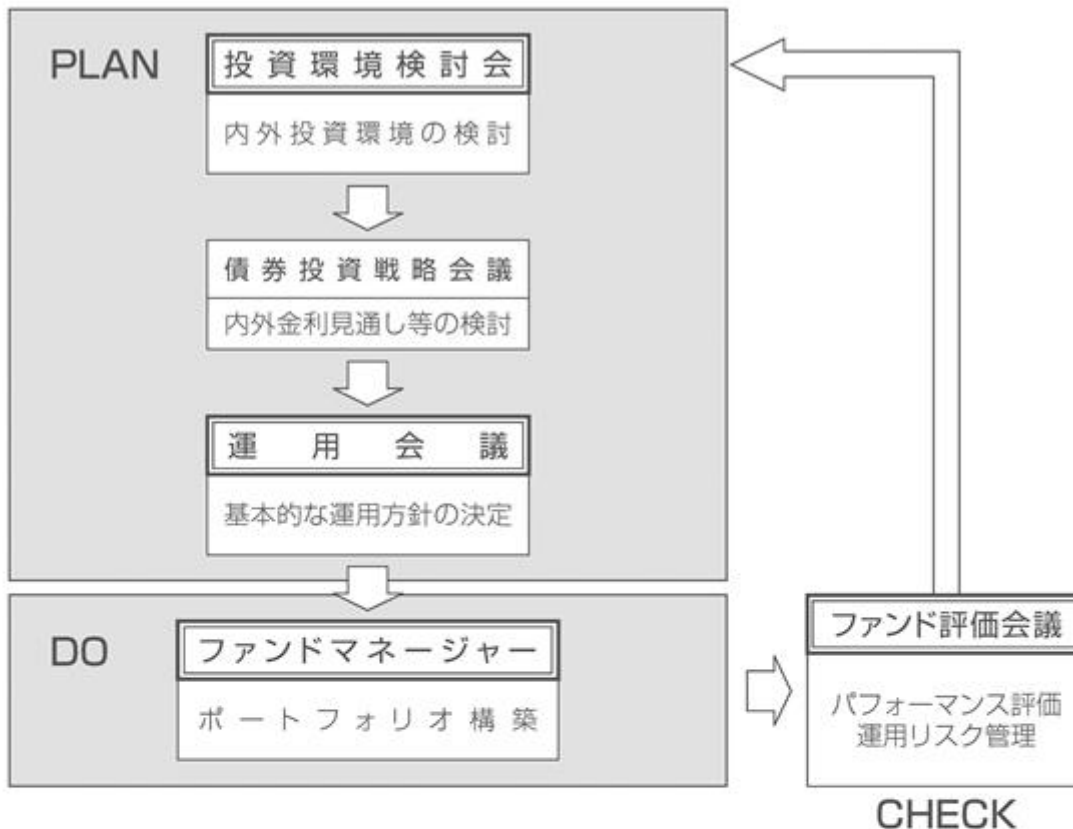 PLAN
投資環境検討会
内外投資環境の検討
債券投資戦略会議
内外金利見通し等の検討
運用会議
基本的な運用方針の決定
DO
ファンドマネージャー
ポートフォリオ構築
ファンド評価会議
パフォーマンス評価
運用リスク管理
CHECK